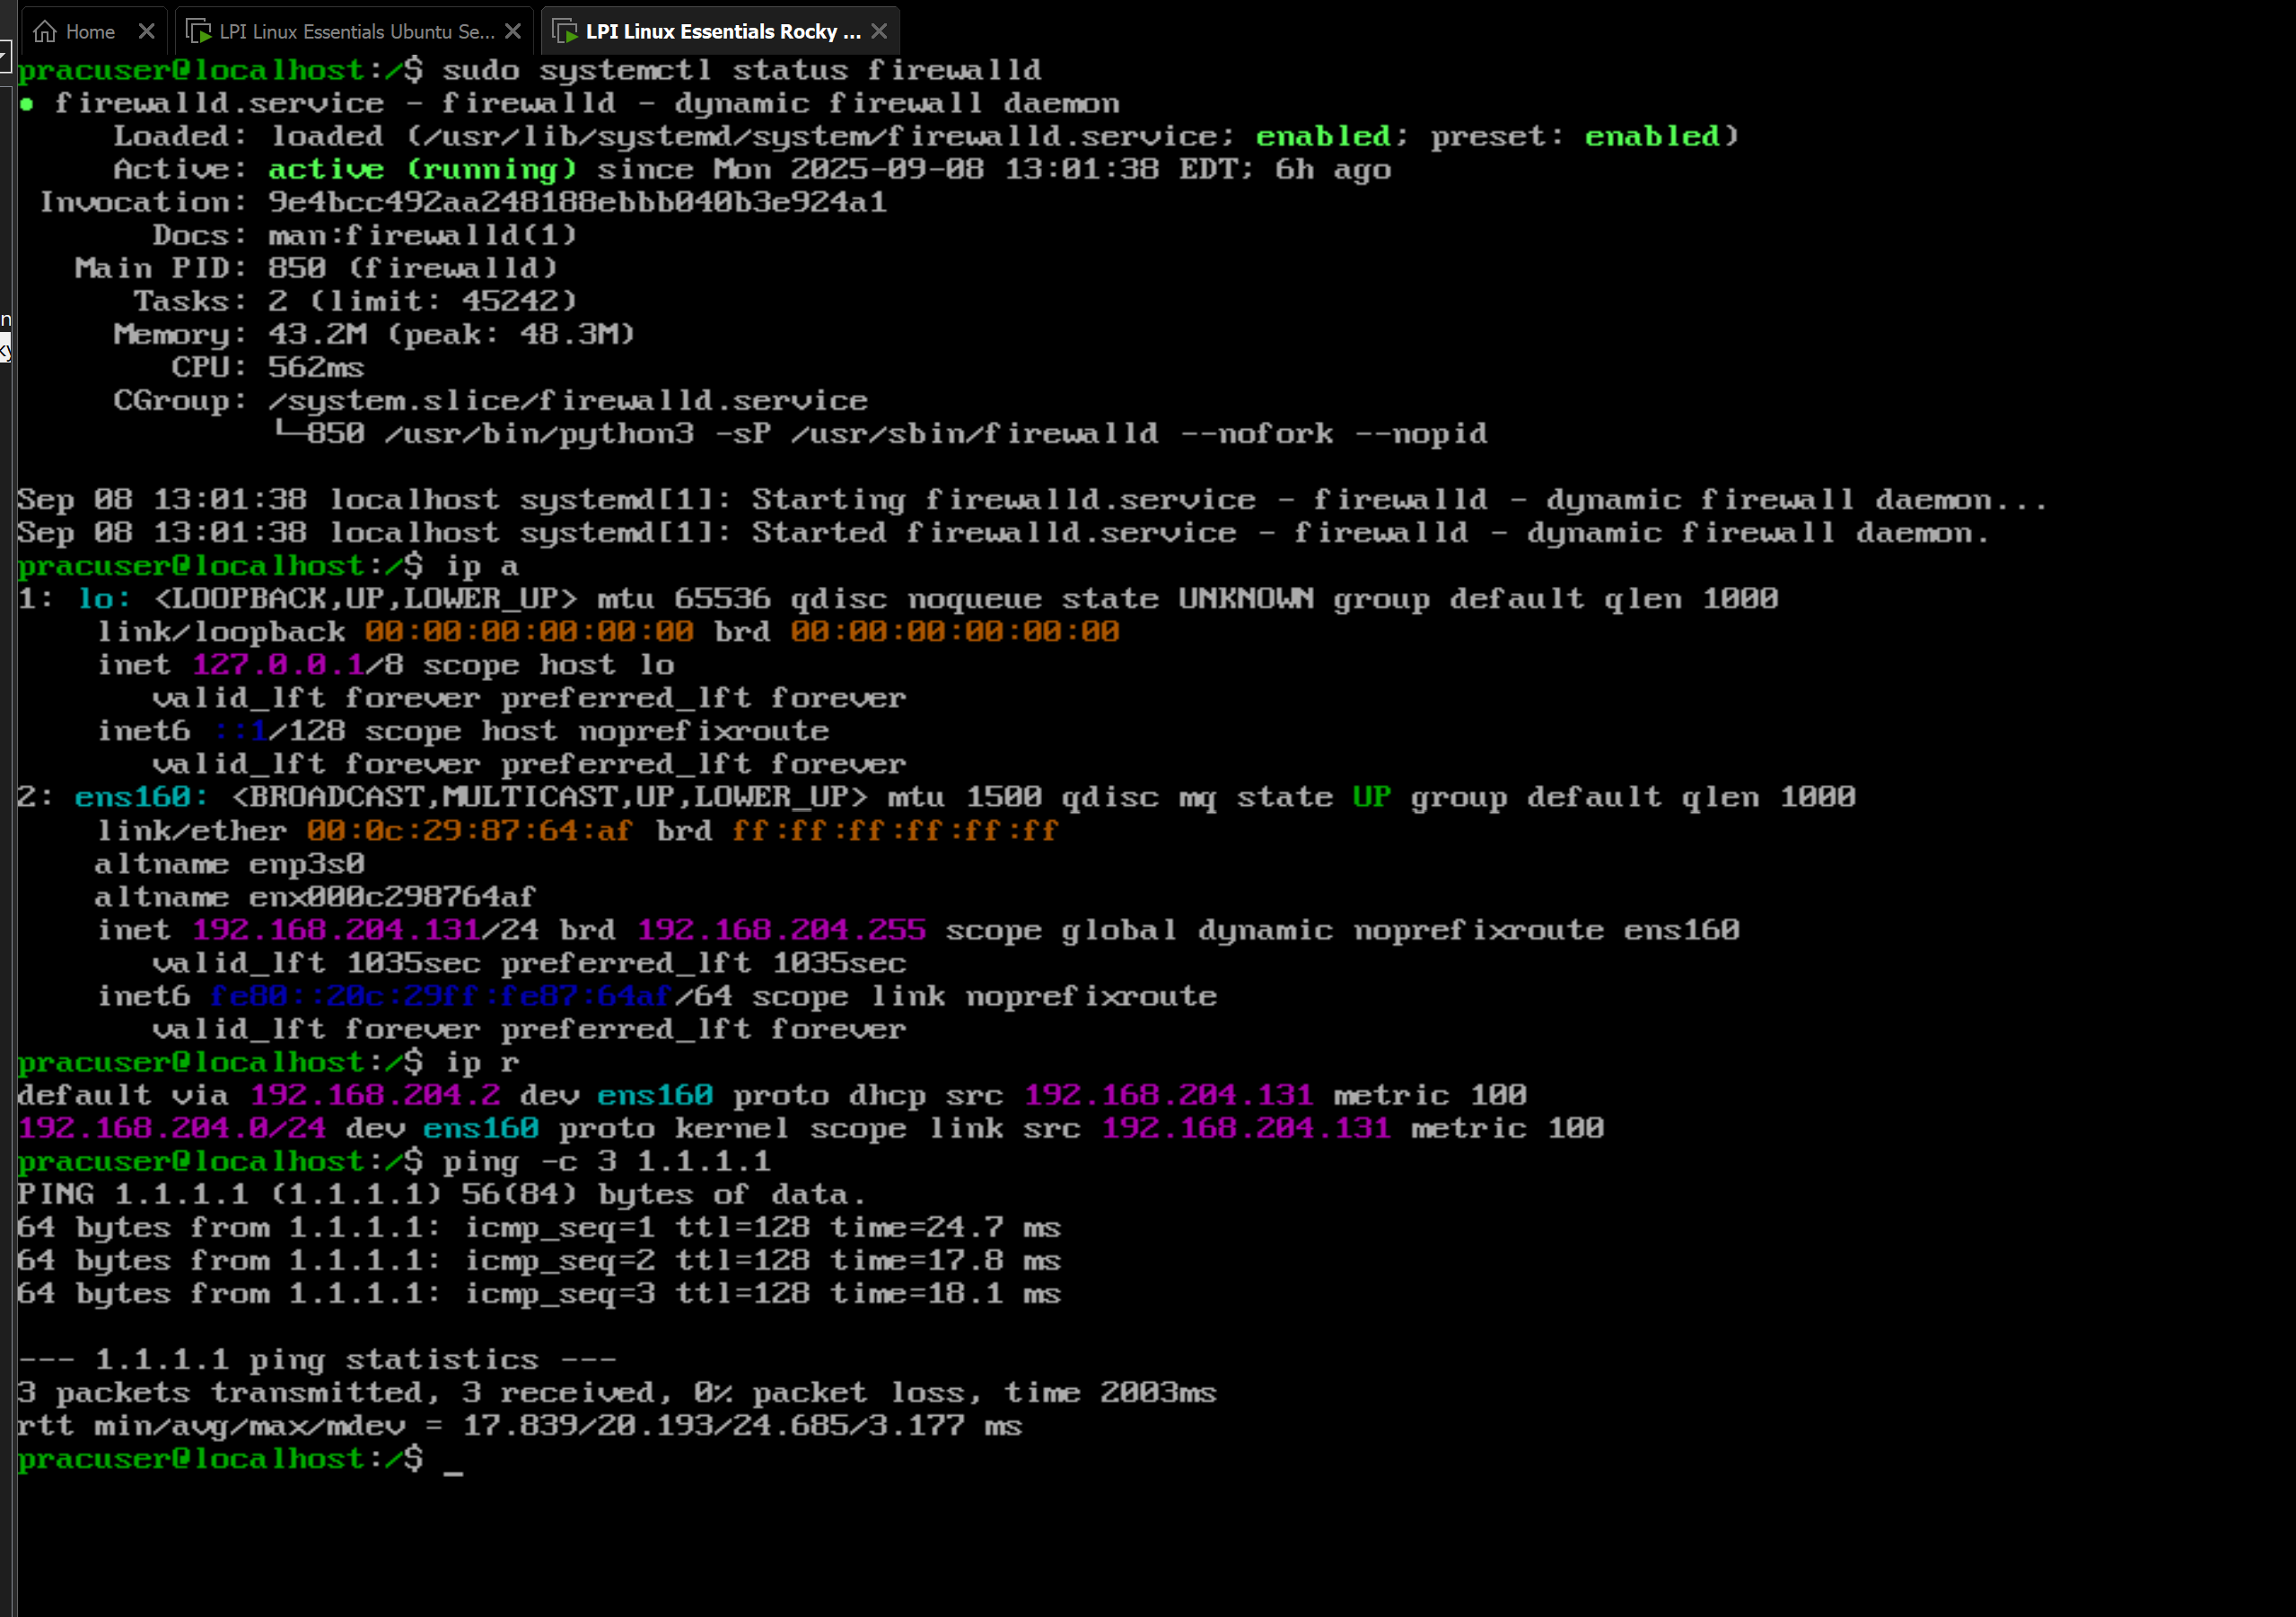 Home
LPI Linux Essentials Ubuntu Se...
LPI Linux Essentials Rocky ...
pracuser@localhost:/$ sudo systemctl status firewalld
● firewalld.service - firewalld - dynamic firewall daemon
     Loaded: loaded (/usr/lib/systemd/system/firewalld.service; enabled; preset: enabled)
     Active: active (running) since Mon 2025-09-08 13:01:38 EDT; 6h ago
 Invocation: 9e4bcc492aa248188ebbb040b3e924a1
       Docs: man:firewalld(1)
   Main PID: 850 (firewalld)
      Tasks: 2 (limit: 45242)
     Memory: 43.2M (peak: 48.3M)
        CPU: 562ms
     CGroup: /system.slice/firewalld.service
             └─850 /usr/bin/python3 -sP /usr/sbin/firewalld --nofork --nopid
Sep 08 13:01:38 localhost systemd[1]: Starting firewalld.service - firewalld - dynamic firewall daemon...
Sep 08 13:01:38 localhost systemd[1]: Started firewalld.service - firewalld - dynamic firewall daemon.
pracuser@localhost:/$ ip a
1: lo: <LOOPBACK,UP,LOWER_UP> mtu 65536 qdisc noqueue state UNKNOWN group default qlen 1000
    link/loopback 00:00:00:00:00:00 brd 00:00:00:00:00:00
    inet 127.0.0.1/8 scope host lo
       valid_lft forever preferred_lft forever
    inet6 ::1/128 scope host noprefixroute
       valid_lft forever preferred_lft forever
2: ens160: <BROADCAST,MULTICAST,UP,LOWER_UP> mtu 1500 qdisc mq state UP group default qlen 1000
    link/ether 00:0c:29:87:64:af brd ff:ff:ff:ff:ff:ff
    altname enp3s0
    altname enx000c298764af
    inet 192.168.204.131/24 brd 192.168.204.255 scope global dynamic noprefixroute ens160
       valid_lft 1035sec preferred_lft 1035sec
    inet6 fe80::20c:29ff:fe87:64af/64 scope link noprefixroute
       valid_lft forever preferred_lft forever
pracuser@localhost:/$ ip r
default via 192.168.204.2 dev ens160 proto dhcp src 192.168.204.131 metric 100
192.168.204.0/24 dev ens160 proto kernel scope link src 192.168.204.131 metric 100
pracuser@localhost:/$ ping -c 3 1.1.1.1
PING 1.1.1.1 (1.1.1.1) 56(84) bytes of data.
64 bytes from 1.1.1.1: icmp_seq=1 ttl=128 time=24.7 ms
64 bytes from 1.1.1.1: icmp_seq=2 ttl=128 time=17.8 ms
64 bytes from 1.1.1.1: icmp_seq=3 ttl=128 time=18.1 ms
--- 1.1.1.1 ping statistics ---
3 packets transmitted, 3 received, 0% packet loss, time 2003ms
rtt min/avg/max/mdev = 17.839/20.193/24.685/3.177 ms
pracuser@localhost:/$ _